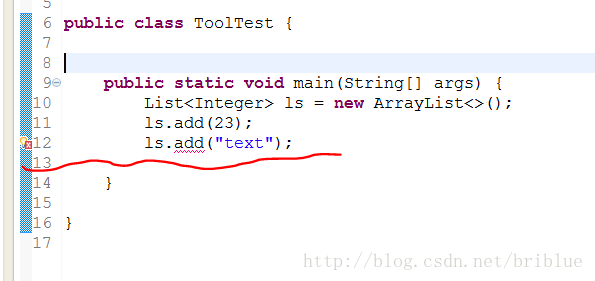 5
6 public class ToolTest {
7
8
9 public static void main(String[] args) {
10 List<Integer> ls = new ArrayList<>();
11 ls.add(23);
12 ls.add("text");
13
14 }
15
16 }
17
http://blog.csdn.net/briblue